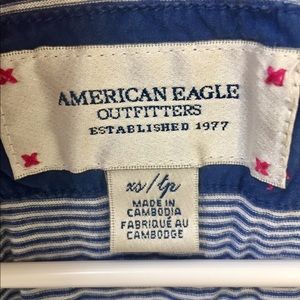 AMERICAN EAGLE
OUTFITTERS
ESTABLISHED 1977
xs/tp
MADE IN
CAMBODIA
FABRIQUÉ AU
CAMBODGE